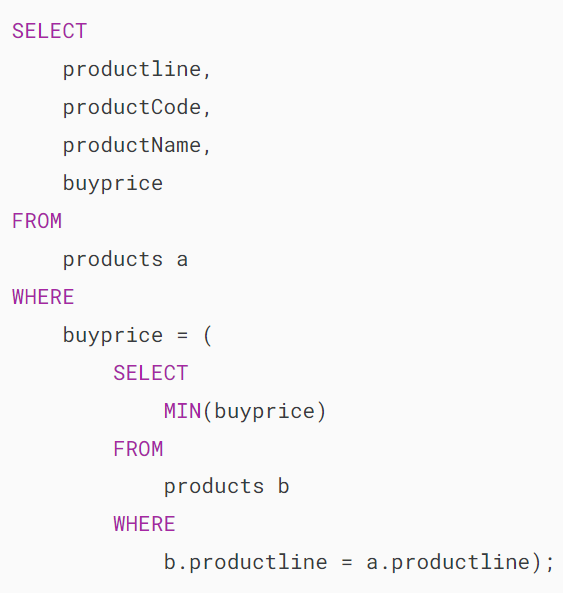 SELECT
    productline,
    productCode,
    productName,
    buyprice
FROM
    products a
WHERE
    buyprice = (
        SELECT
            MIN(buyprice)
        FROM
            products b
        WHERE
            b.productline = a.productline);